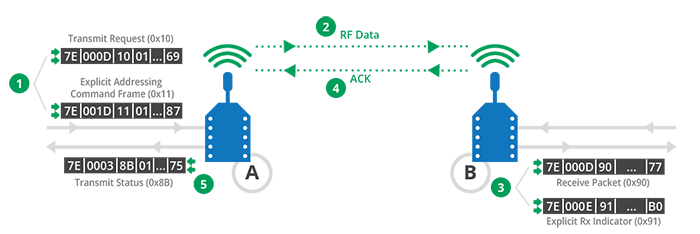 Transmit Request (0x10)
7E 000D 10 01 ... 69
1
Explicit Addressing
Command Frame (0x11)
7E 001D 11 01 ... 87
2
RF Data
ACK
4
7E 0003 8B 01 ... 75
Transmit Status (0x8B)
5
A
B
3
7E 000D 90 ... 77
Receive Packet (0x90)
7E 000E 91 ... B0
Explicit Rx Indicator (0x91)